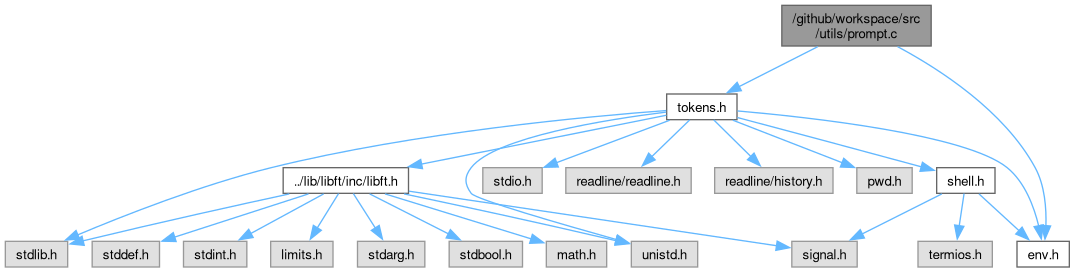 /github/workspace/src
/utils/prompt.c
tokens.h
../lib/libft/inc/libft.h
stdio.h
readline/readline.h
readline/history.h
pwd.h
shell.h
stdlib.h
stddef.h
stdint.h
limits.h
stdarg.h
stdbool.h
math.h
unistd.h
signal.h
termios.h
env.h